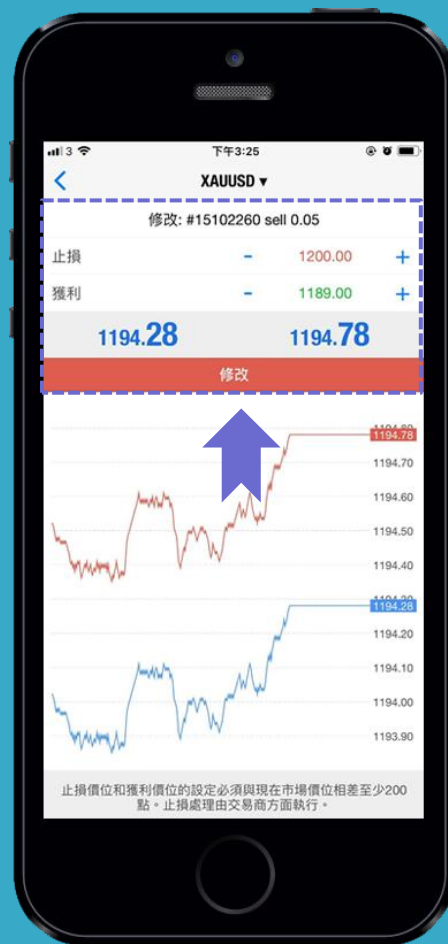 3
下午3:25
XAUUSD ▾
修改: #15102260 sell 0.05
止損 - 1200.00 +
獲利 - 1189.00 +
1194.28 1194.78
修改
1194.78
1194.70
1194.60
1194.50
1194.40
1194.28
1194.20
1194.10
1194.00
1193.90
止損價位和獲利價位的設定必須與現在市場價位相差至少200
點。止損處理由交易商方面執行。